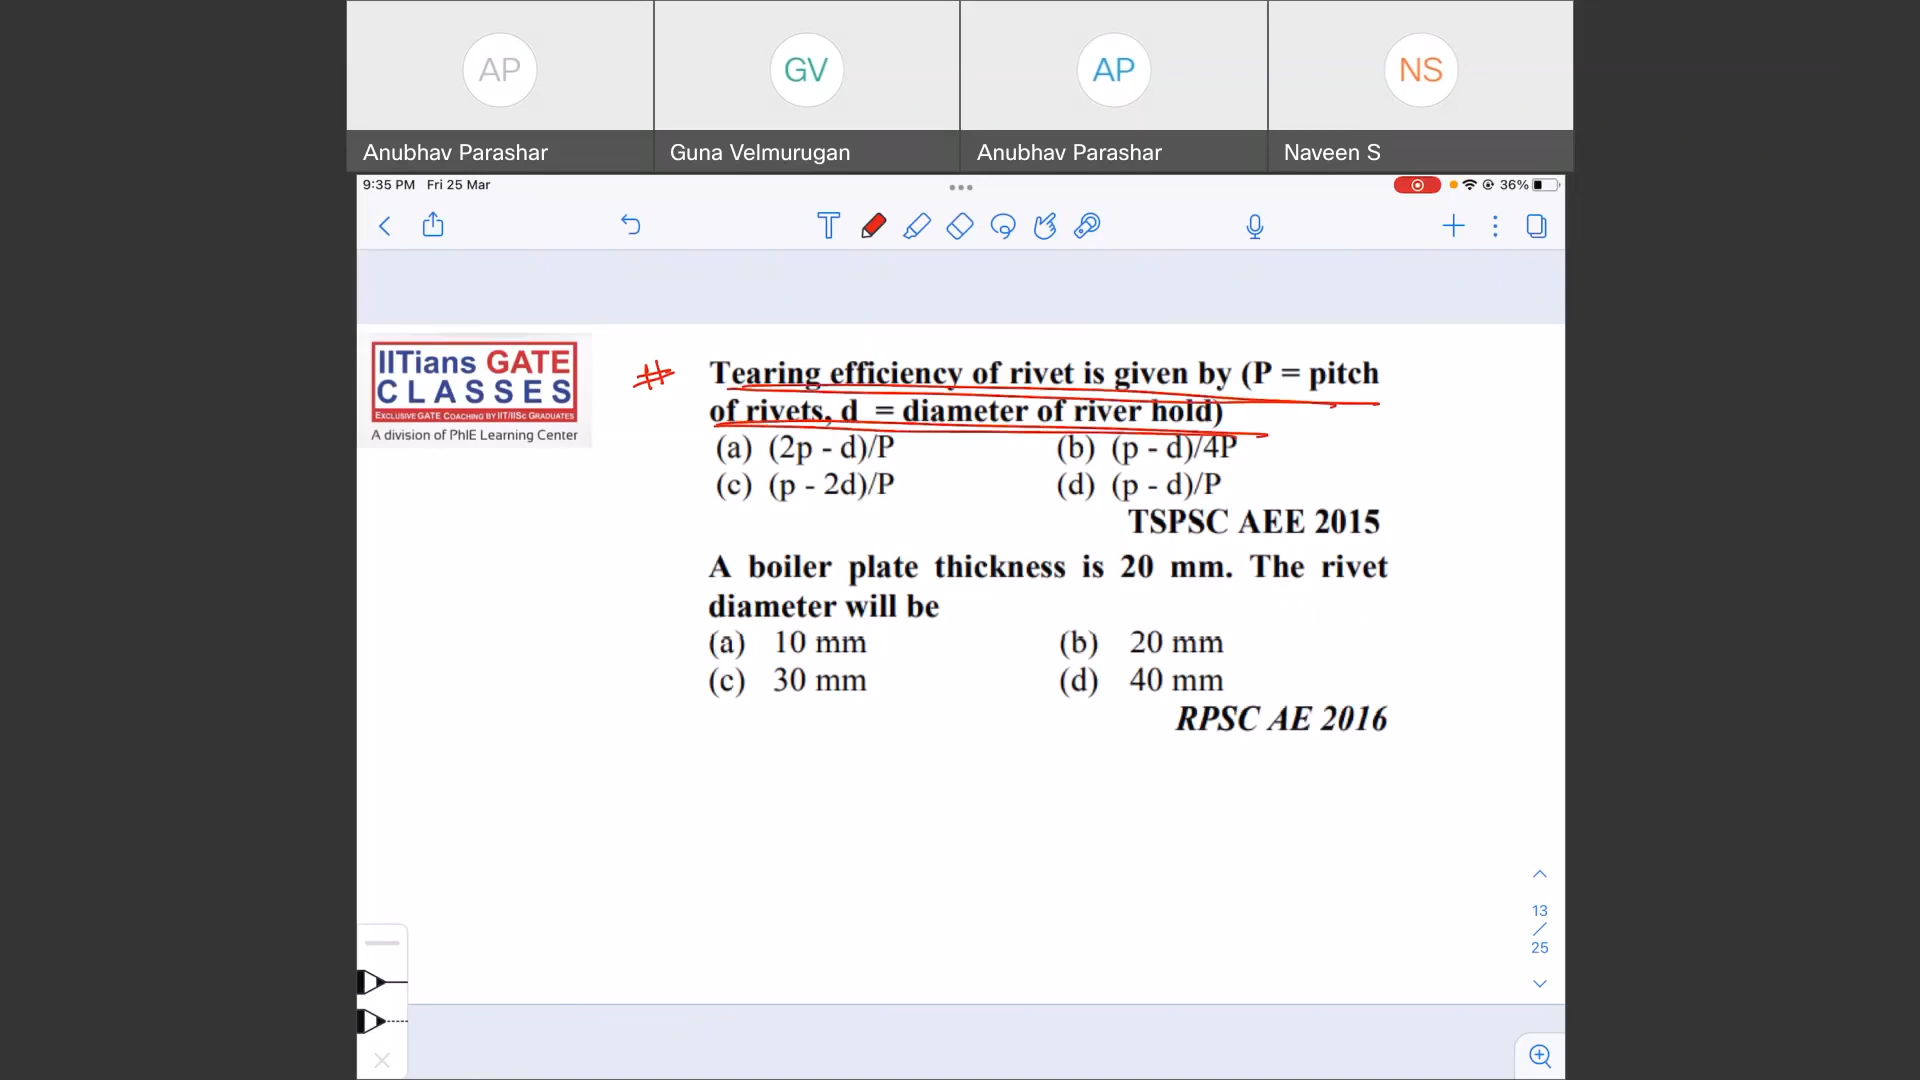 AP
GV
AP
NS
Anubhav Parashar
Guna Velmurugan
Anubhav Parashar
Naveen S
9:35 PM Fri 25 Mar
36%
IITians GATE
CLASSES
EXCLUSIVE GATE COACHING BY IIT/IISc GRADUATES
A division of PhIE Learning Center
# Tearing efficiency of rivet is given by (P = pitch
of rivets, d = diameter of river hold)
(a) (2p - d)/P (b) (p - d)/4P
(c) (p - 2d)/P (d) (p - d)/P
TSPSC AEE 2015
A boiler plate thickness is 20 mm. The rivet
diameter will be
(a) 10 mm (b) 20 mm
(c) 30 mm (d) 40 mm
RPSC AE 2016
13
/
25